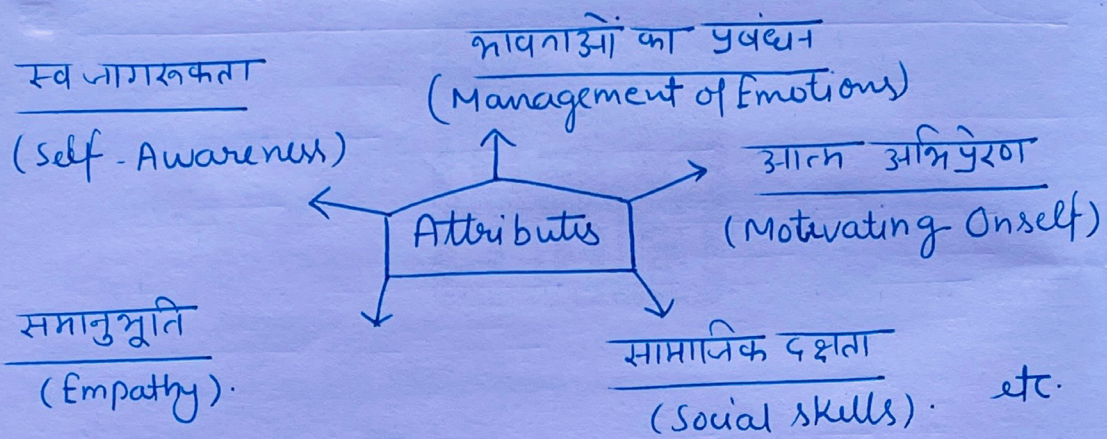 भावनाओं का प्रबंधन
(Management of Emotions)
स्व जागरूकता
(Self-Awareness)
आत्म अभिप्रेरण
(Motivating Onself)
Attributes
समानुभूति
(Empathy).
सामाजिक दक्षता
(Social skills).
etc.